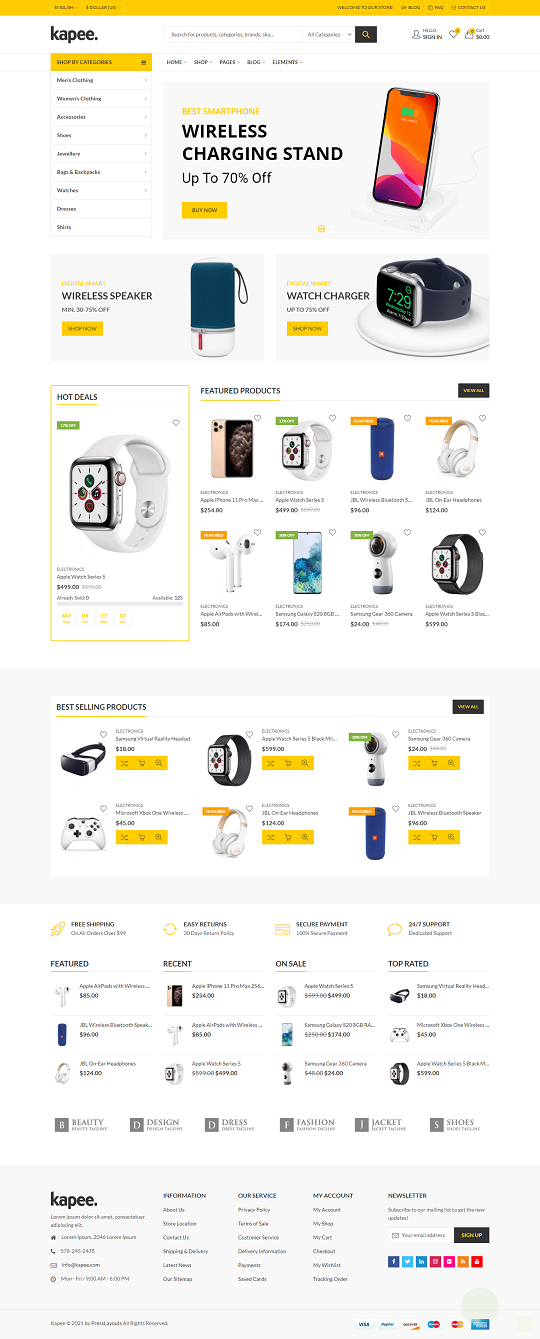 ENGLISH $ DOLLAR (US) WELCOME TO OUR STORE! BLOG FAQ CONTACT US
kapee. Search for products, categories, brands, sku... All Categories HELLO, SIGN IN Cart $0.00
SHOP BY CATEGORIES HOME SHOP PAGES BLOG ELEMENTS
Men's Clothing
Women's Clothing
Accessories
Shoes
Jewellery
Bags & Backpacks
Watches
Dresses
Shirts
BEST SMARTPHONE
WIRELESS
CHARGING STAND
Up To 70% Off
BUY NOW
DIGITAL SMART
WIRELESS SPEAKER
MIN. 30-75% OFF
SHOP NOW
DIGITAL SMART
WATCH CHARGER
UP TO 75% OFF
SHOP NOW
7:29
HOT DEALS
17% OFF
ELECTRONICS
Apple Watch Series 5
$499.00 $599.00
Already Sold: 0 Available: 125
FEATURED PRODUCTS VIEW ALL
17% OFF FEATURED FEATURED
ELECTRONICS ELECTRONICS ELECTRONICS ELECTRONICS
Apple iPhone 11 Pro Max ... Apple Watch Series 5 JBL Wireless Bluetooth S... JBL On-Ear Headphones
$254.00 $499.00 $599.00 $96.00 $124.00
FEATURED 30% OFF 50% OFF
ELECTRONICS ELECTRONICS ELECTRONICS ELECTRONICS
Apple AirPods with Wirel... Samsung Galaxy S20 8GB ... Samsung Gear 360 Camera Apple Watch Series 5 Blac...
$85.00 $174.00 $250.00 $24.00 $48.00 $599.00
BEST SELLING PRODUCTS VIEW ALL
ELECTRONICS ELECTRONICS 50% OFF ELECTRONICS
Samsung Virtual Reality Headset Apple Watch Series 5 Black Mil... Samsung Gear 360 Camera
$18.00 $599.00 $24.00 $48.00
ELECTRONICS FEATURED ELECTRONICS FEATURED ELECTRONICS
Microsoft Xbox One Wireless ... JBL On-Ear Headphones JBL Wireless Bluetooth Speaker
$45.00 $124.00 $96.00
FREE SHIPPING EASY RETURNS SECURE PAYMENT 24/7 SUPPORT
On All Orders Over $99 30 Days Return Policy 100% Secure Payment Dedicated Support
FEATURED RECENT ON SALE TOP RATED
Apple AirPods with Wireless ... Apple iPhone 11 Pro Max 256... Apple Watch Series 5 Samsung Virtual Reality Head...
$85.00 $254.00 $599.00 $499.00 $18.00
JBL Wireless Bluetooth Speak... Apple AirPods with Wireless ... Samsung Galaxy S20 8GB RA... Microsoft Xbox One Wireless ...
$96.00 $85.00 $250.00 $174.00 $45.00
JBL On-Ear Headphones Apple Watch Series 5 Samsung Gear 360 Camera Apple Watch Series 5 Black M...
$124.00 $599.00 $499.00 $48.00 $24.00 $599.00
B BEAUTY D DESIGN D DRESS F FASHION J JACKET S SHOES
BEAUTY TAGLINE DESIGN TAGLINE DRESS TAGLINE FASHION TAGLINE JACKET TAGLINE SHOES TAGLINE
kapee.
Lorem ipsum dolor sit amet, consectetuer
adipiscing elit.
Lorem Ipsum, 2046 Lorem Ipsum
576-245-2478
info@kapee.com
Mon - Fri / 9:00 AM - 6:00 PM
INFORMATION
About Us
Store Location
Contact Us
Shipping & Delivery
Latest News
Our Sitemap
OUR SERVICE
Privacy Policy
Terms of Sale
Customer Service
Delivery Information
Payments
Saved Cards
MY ACCOUNT
My Account
My Shop
My Cart
Checkout
My Wishlist
Tracking Order
NEWSLETTER
Subscribe to our mailing list to get the new
updates!
Your email address SIGN UP
Kapee © 2021 by PressLayouts All Rights Reserved. VISA PayPal DISCOVER